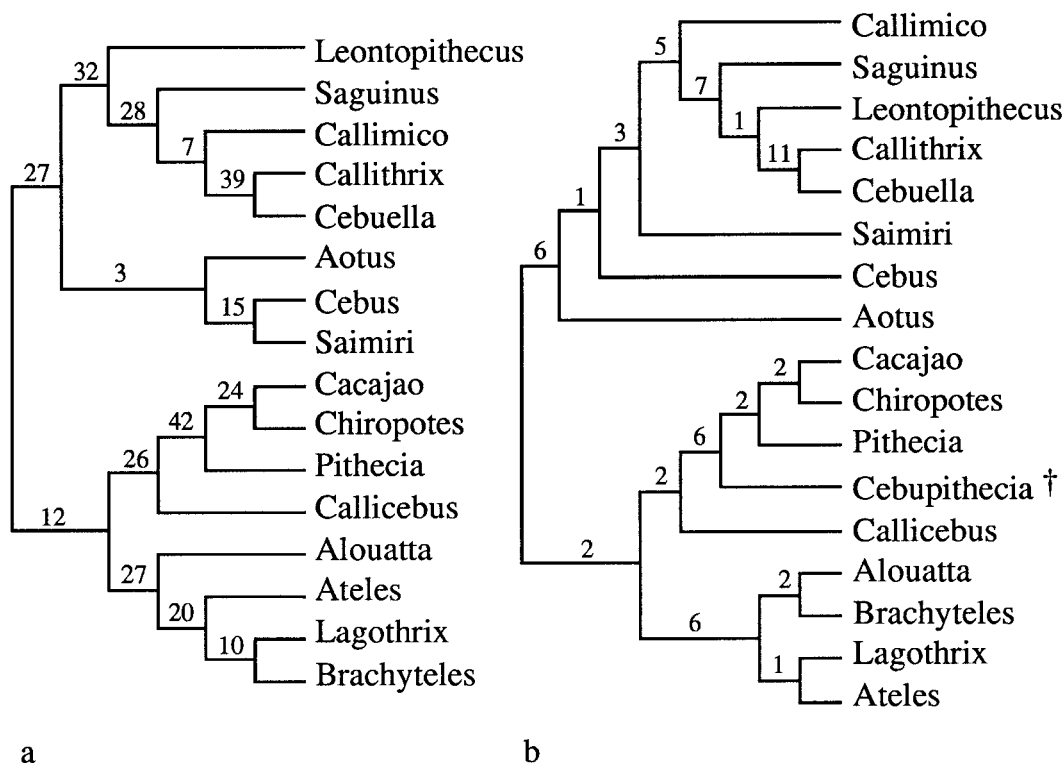 Leontopithecus
32
Saguinus
28
Callimico
7
Callithrix
39
27
Cebuella
Aotus
3
Cebus
15
Saimiri
Cacajao
24
Chiropotes
42
Pithecia
26
Callicebus
12
Alouatta
27
Ateles
20
Lagothrix
10
Brachyteles
a
Callimico
5
Saguinus
7
Leontopithecus
1
Callithrix
11
3
Cebuella
1
Saimiri
6
Cebus
Aotus
Cacajao
2
Chiropotes
2
Pithecia
6
Cebupithecia †
2
Callicebus
2
Alouatta
2
Brachyteles
6
Lagothrix
1
Ateles
b